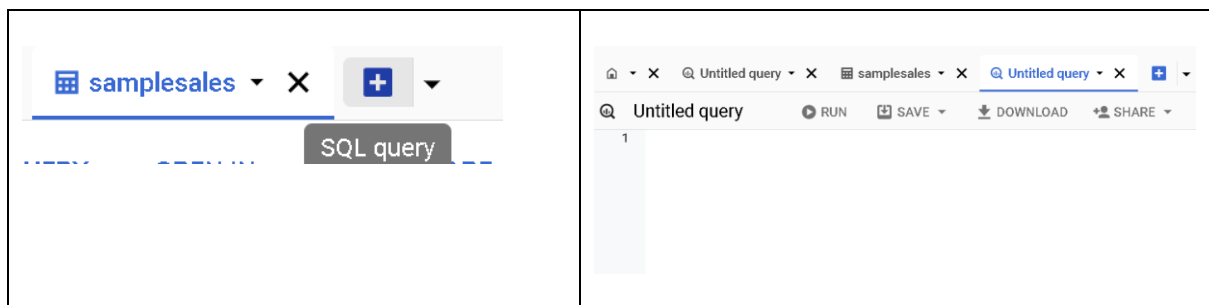 samplesales
SQL query
Untitled query
samplesales
Untitled query
Untitled query
RUN
SAVE
DOWNLOAD
SHARE
1